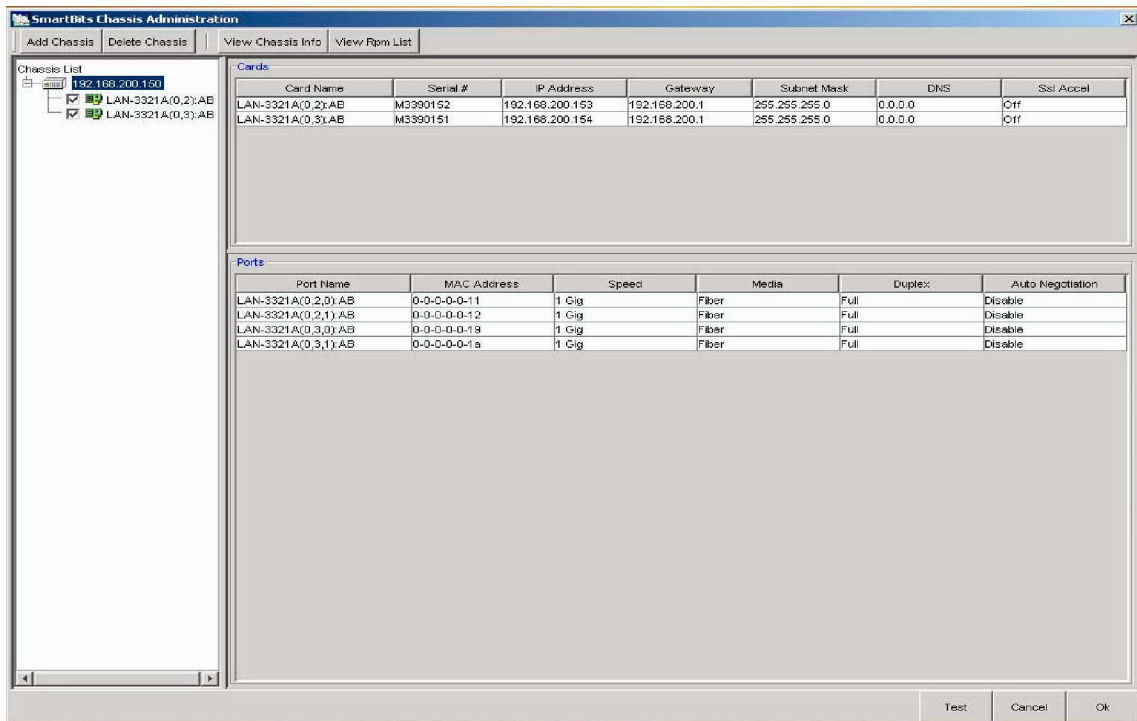 SmartBits Chassis Administration
Add Chassis Delete Chassis View Chassis Info View Rpm List
Chassis List
192.168.200.150
LAN-3321A(0,2):AB
LAN-3321A(0,3):AB
Cards
Card Name Serial # IP Address Gateway Subnet Mask DNS Ssl Accel
LAN-3321A(0,2):AB M3390152 192.168.200.153 192.168.200.1 255.255.255.0 0.0.0.0 Off
LAN-3321A(0,3):AB M3390151 192.168.200.154 192.168.200.1 255.255.255.0 0.0.0.0 Off
Ports
Port Name MAC Address Speed Media Duplex Auto Negotiation
LAN-3321A(0,2,0):AB 0-0-0-0-0-11 1 Gig Fiber Full Disable
LAN-3321A(0,2,1):AB 0-0-0-0-0-12 1 Gig Fiber Full Disable
LAN-3321A(0,3,0):AB 0-0-0-0-0-19 1 Gig Fiber Full Disable
LAN-3321A(0,3,1):AB 0-0-0-0-0-1a 1 Gig Fiber Full Disable
Test Cancel Ok